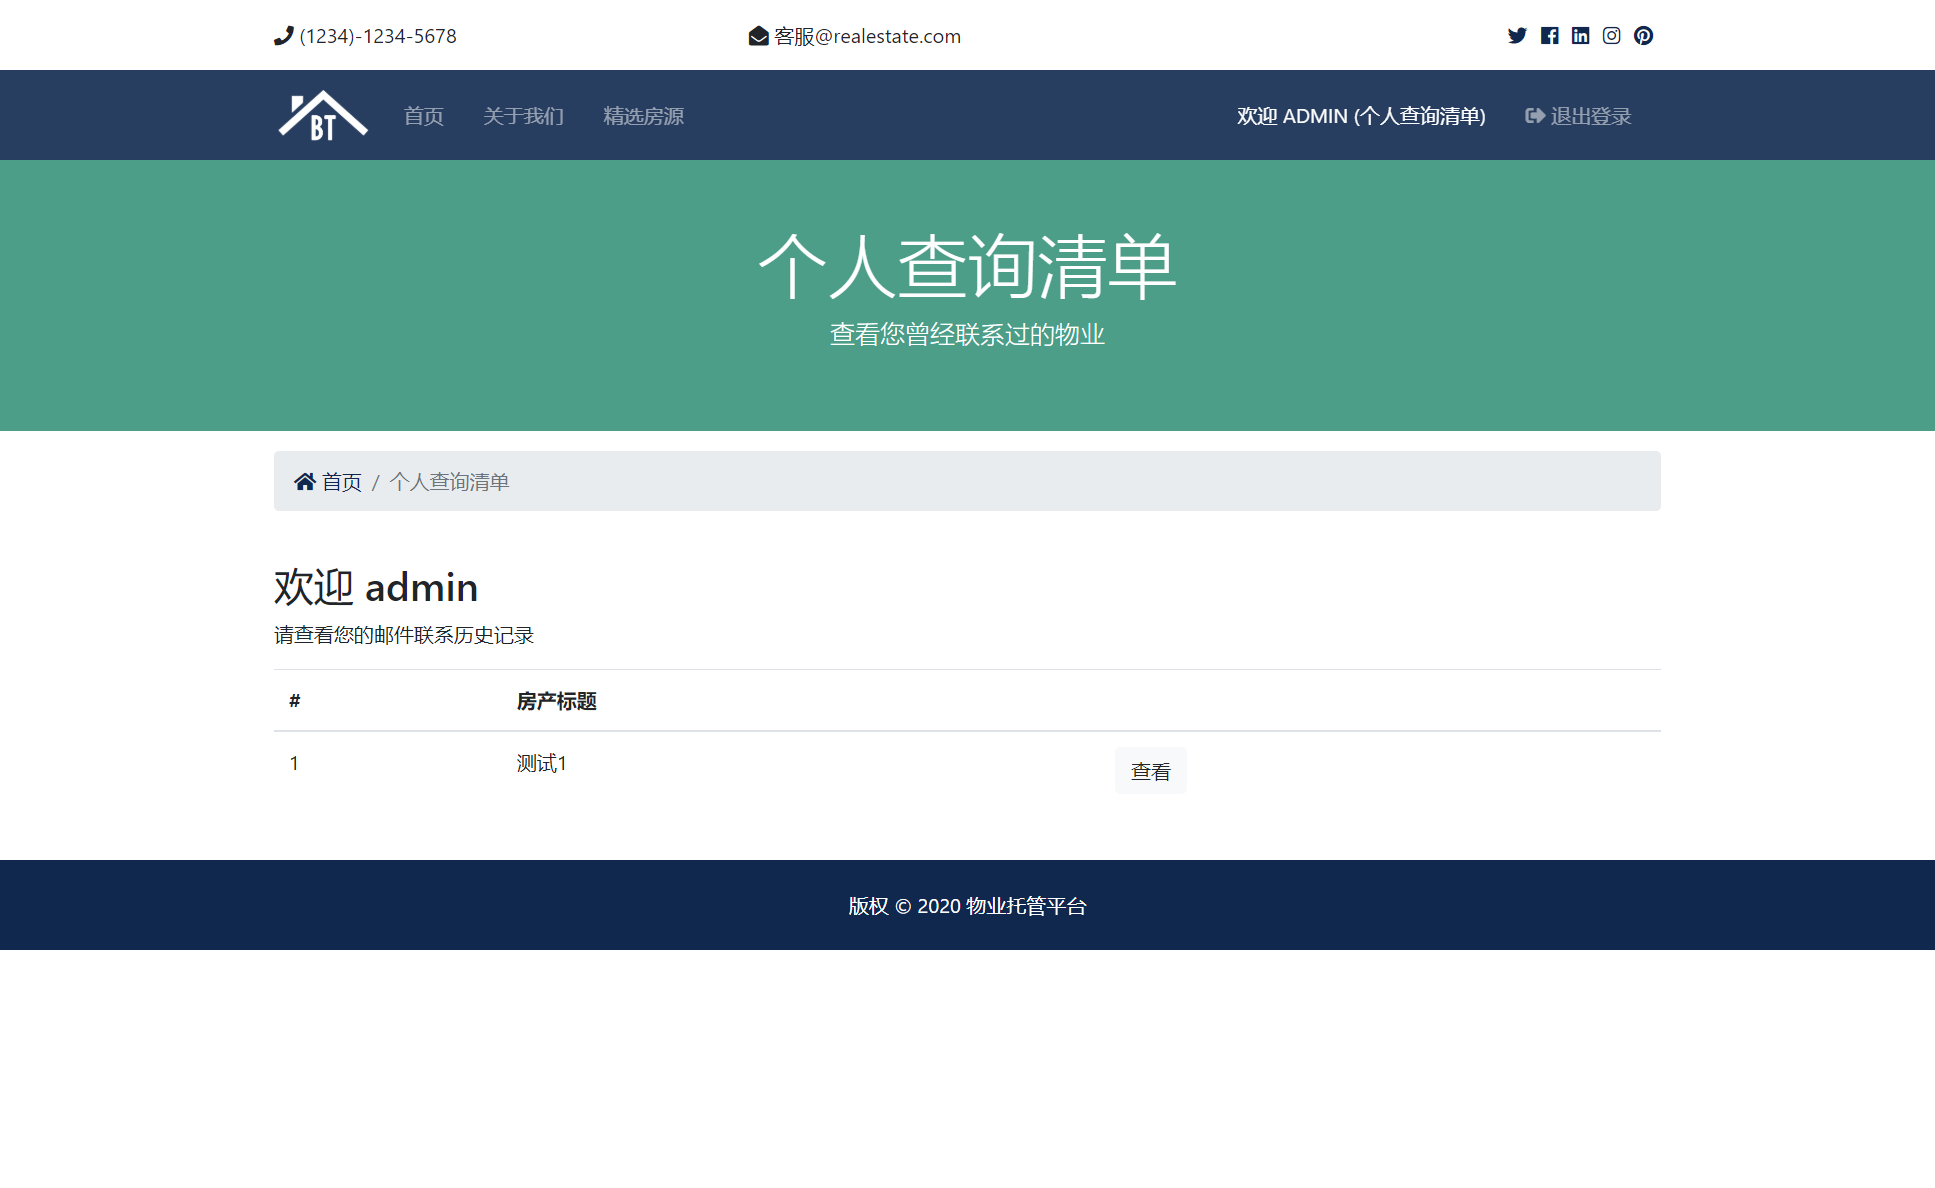 (1234)-1234-5678
客服@realestate.com
BT
首页
关于我们
精选房源
欢迎 ADMIN (个人查询清单)
退出登录
个人查询清单
查看您曾经联系过的物业
首页 / 个人查询清单
欢迎 admin
请查看您的邮件联系历史记录
# 房产标题
1 测试1 查看
版权 © 2020 物业托管平台